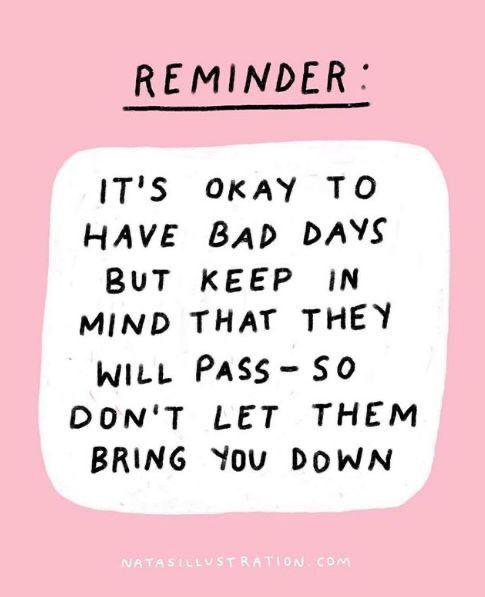 REMINDER:
IT'S OKAY TO
HAVE BAD DAYS
BUT KEEP IN
MIND THAT THEY
WILL PASS - SO
DON'T LET THEM
BRING YOU DOWN
NATASILLUSTRATION.COM